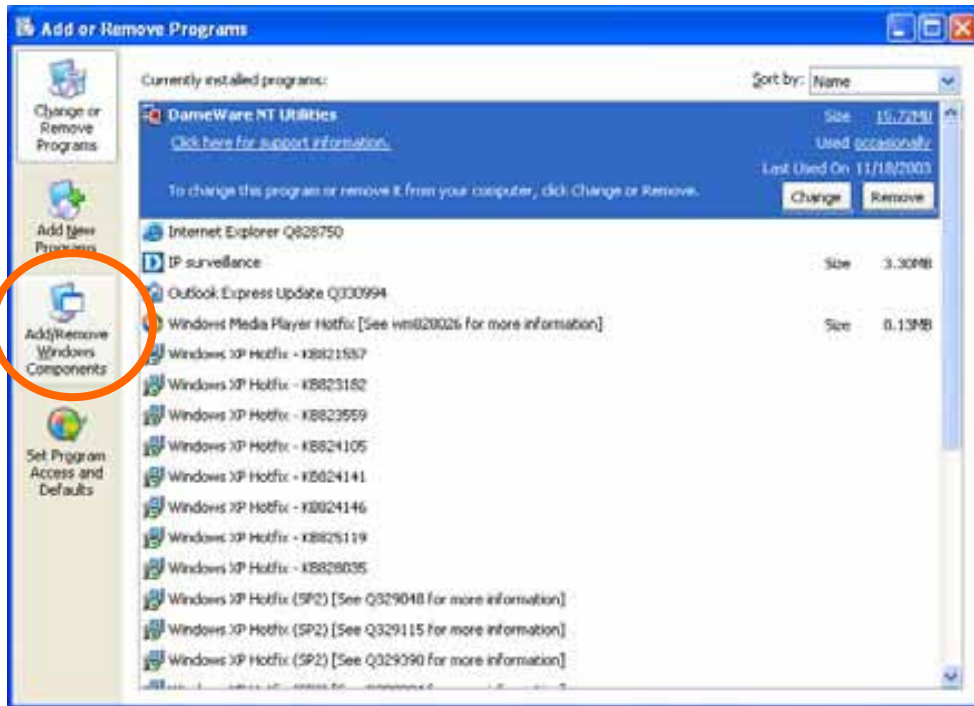 Add or Remove Programs
Change or
Remove
Programs
Add New
Programs
Add/Remove
Windows
Components
Set Program
Access and
Defaults
Currently installed programs:
Sort by: Name
DameWare NT Utilities
Size 15.72MB
Click here for support information.
Used occasionally
Last Used On 11/18/2003
To change this program or remove it from your computer, click Change or Remove.
Change Remove
Internet Explorer Q828750
IP surveillance
Size 3.30MB
Outlook Express Update Q330994
Windows Media Player Hotfix [See wm828026 for more information]
Size 0.13MB
Windows XP Hotfix - KB821557
Windows XP Hotfix - KB823182
Windows XP Hotfix - KB823559
Windows XP Hotfix - KB824105
Windows XP Hotfix - KB824141
Windows XP Hotfix - KB824146
Windows XP Hotfix - KB825119
Windows XP Hotfix - KB828035
Windows XP Hotfix (SP2) [See Q329048 for more information]
Windows XP Hotfix (SP2) [See Q329115 for more information]
Windows XP Hotfix (SP2) [See Q329390 for more information]